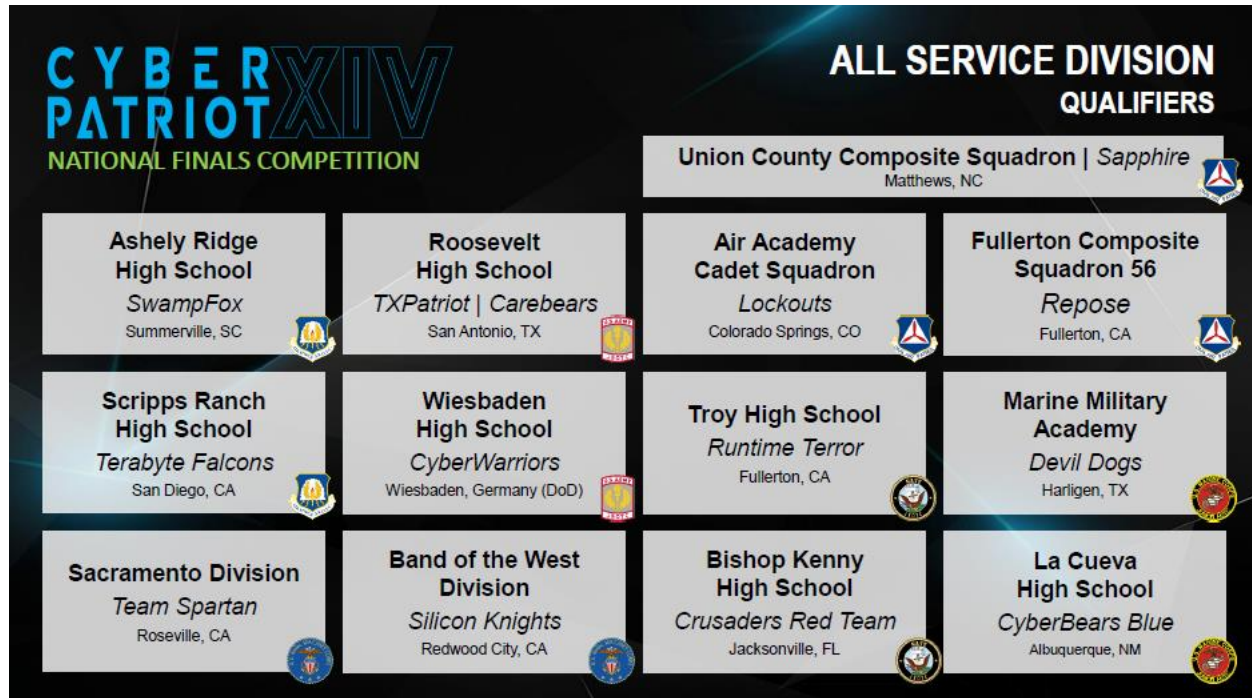 CYBER
PATRIOT XIV
NATIONAL FINALS COMPETITION
ALL SERVICE DIVISION
QUALIFIERS
Union County Composite Squadron | Sapphire
Matthews, NC
Ashely Ridge
High School
SwampFox
Summerville, SC
Roosevelt
High School
TXPatriot | Carebears
San Antonio, TX
Air Academy
Cadet Squadron
Lockouts
Colorado Springs, CO
Fullerton Composite
Squadron 56
Repose
Fullerton, CA
Scripps Ranch
High School
Terabyte Falcons
San Diego, CA
Wiesbaden
High School
CyberWarriors
Wiesbaden, Germany (DoD)
Troy High School
Runtime Terror
Fullerton, CA
Marine Military
Academy
Devil Dogs
Harligen, TX
Sacramento Division
Team Spartan
Roseville, CA
Band of the West
Division
Silicon Knights
Redwood City, CA
Bishop Kenny
High School
Crusaders Red Team
Jacksonville, FL
La Cueva
High School
CyberBears Blue
Albuquerque, NM